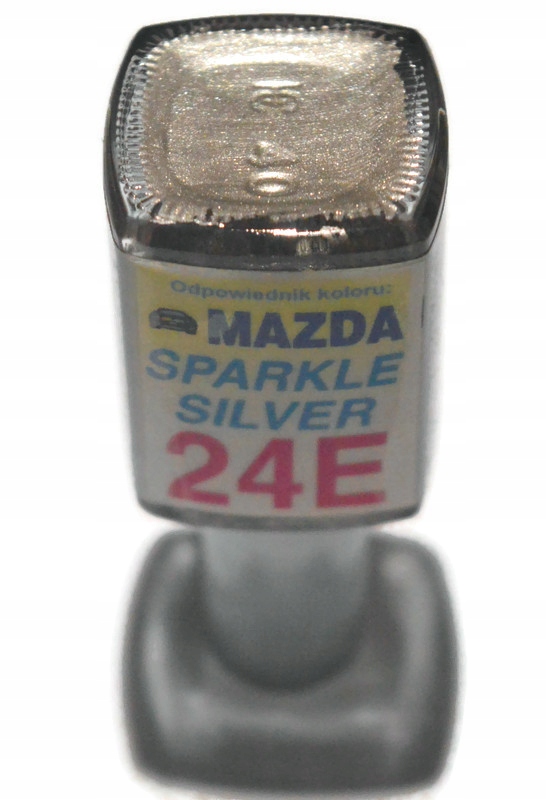 Odpowiednik koloru:
MAZDA
SPARKLE
SILVER
24E